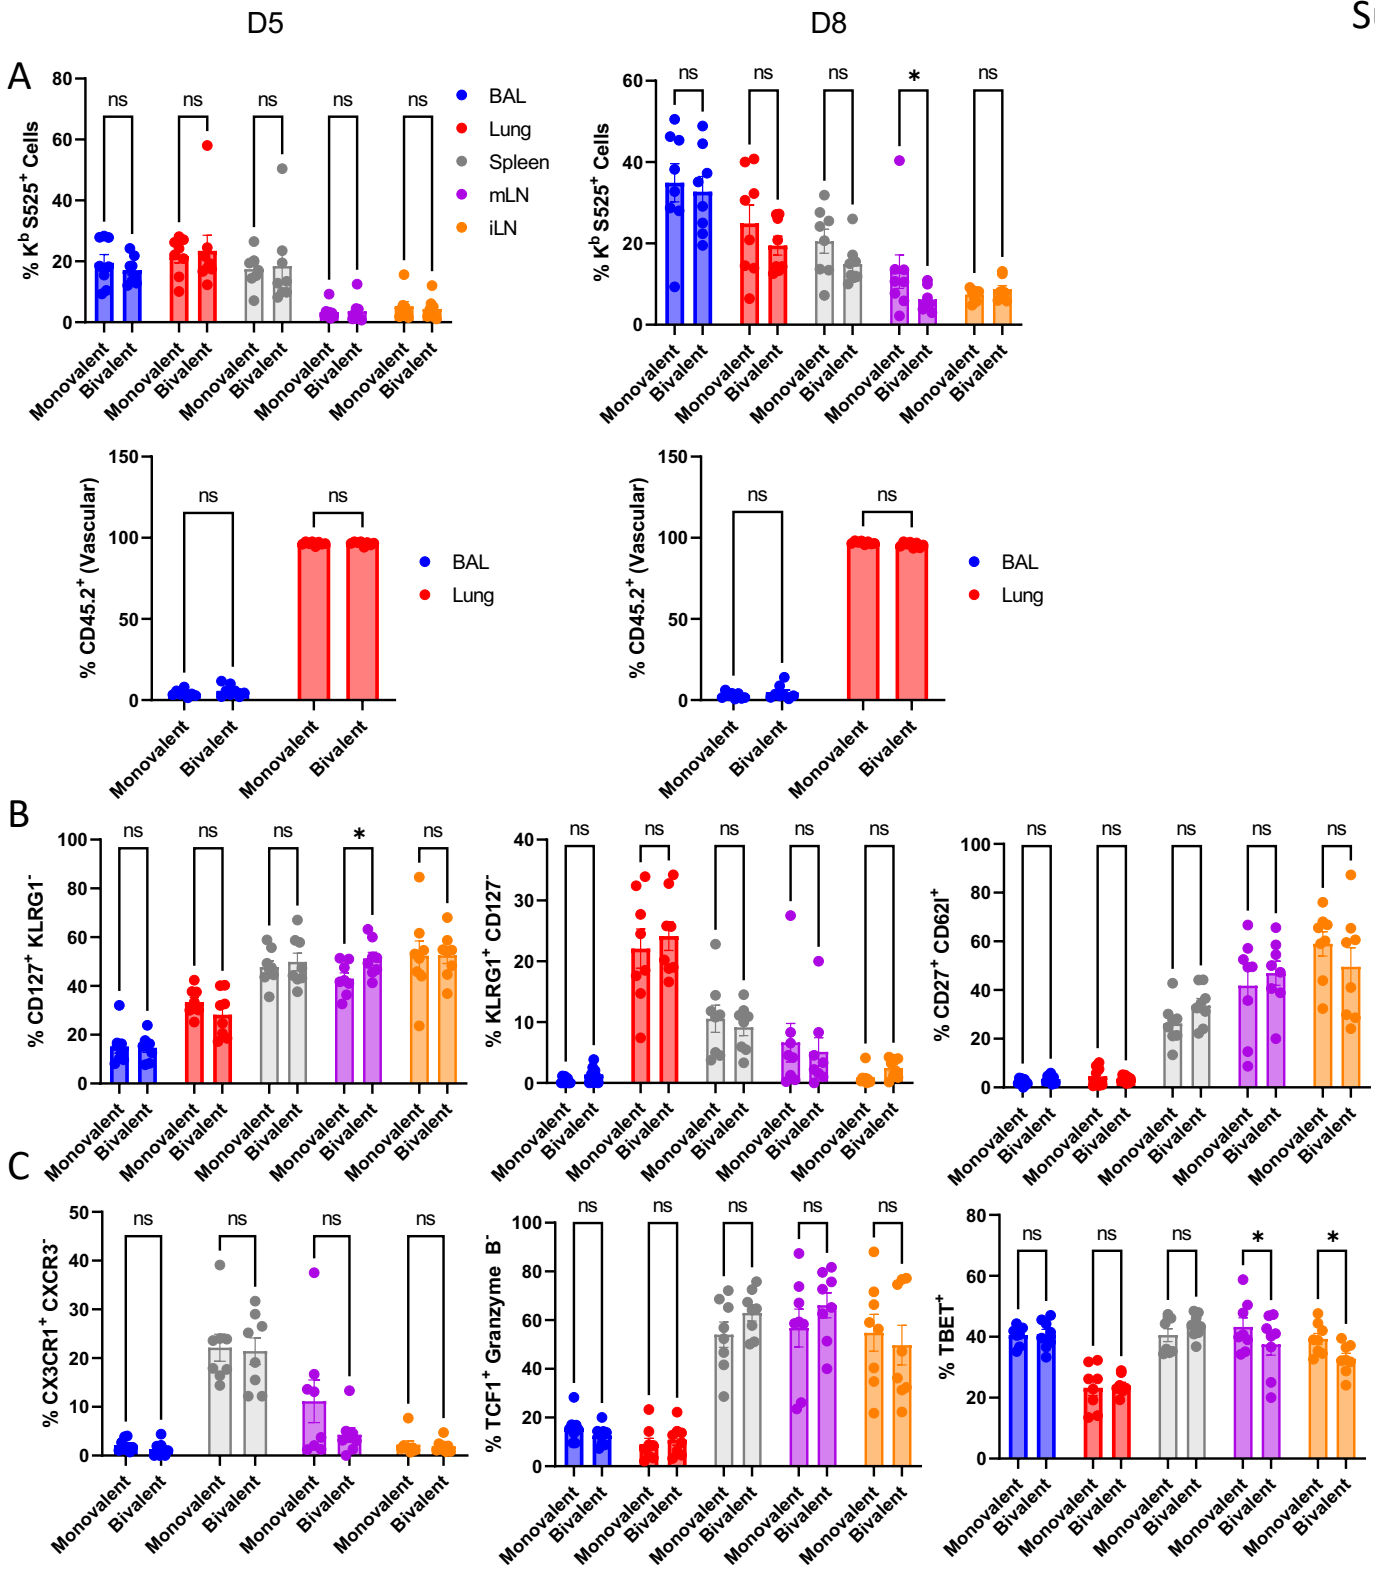 D5
D8
Su
A
80
60
40
20
0
% Kᵇ S525⁺ Cells
ns
ns
ns
ns
ns
Monovalent
Bivalent
Monovalent
Bivalent
Monovalent
Bivalent
Monovalent
Bivalent
Monovalent
Bivalent
BAL
Lung
Spleen
mLN
iLN
60
40
20
0
% Kᵇ S525⁺ Cells
ns
ns
ns
*
ns
Monovalent
Bivalent
Monovalent
Bivalent
Monovalent
Bivalent
Monovalent
Bivalent
Monovalent
Bivalent
150
100
50
0
% CD45.2⁺ (Vascular)
ns
ns
Monovalent
Bivalent
Monovalent
Bivalent
BAL
Lung
150
100
50
0
% CD45.2⁺ (Vascular)
ns
ns
Monovalent
Bivalent
Monovalent
Bivalent
BAL
Lung
B
100
80
60
40
20
0
% CD127⁺ KLRG1⁻
ns
ns
ns
*
ns
Monovalent
Bivalent
Monovalent
Bivalent
Monovalent
Bivalent
Monovalent
Bivalent
Monovalent
Bivalent
40
30
20
10
0
% KLRG1⁺ CD127⁻
ns
ns
ns
ns
ns
Monovalent
Bivalent
Monovalent
Bivalent
Monovalent
Bivalent
Monovalent
Bivalent
Monovalent
Bivalent
100
80
60
40
20
0
% CD27⁺ CD62l⁺
ns
ns
ns
ns
ns
Monovalent
Bivalent
Monovalent
Bivalent
Monovalent
Bivalent
Monovalent
Bivalent
Monovalent
Bivalent
C
50
40
30
20
10
0
% CX3CR1⁺ CXCR3⁻
ns
ns
ns
ns
Monovalent
Bivalent
Monovalent
Bivalent
Monovalent
Bivalent
Monovalent
Bivalent
100
80
60
40
20
0
% TCF1⁺ Granzyme B⁻
ns
ns
ns
ns
ns
Monovalent
Bivalent
Monovalent
Bivalent
Monovalent
Bivalent
Monovalent
Bivalent
Monovalent
Bivalent
80
60
40
20
0
% TBET⁺
ns
ns
ns
*
*
Monovalent
Bivalent
Monovalent
Bivalent
Monovalent
Bivalent
Monovalent
Bivalent
Monovalent
Bivalent